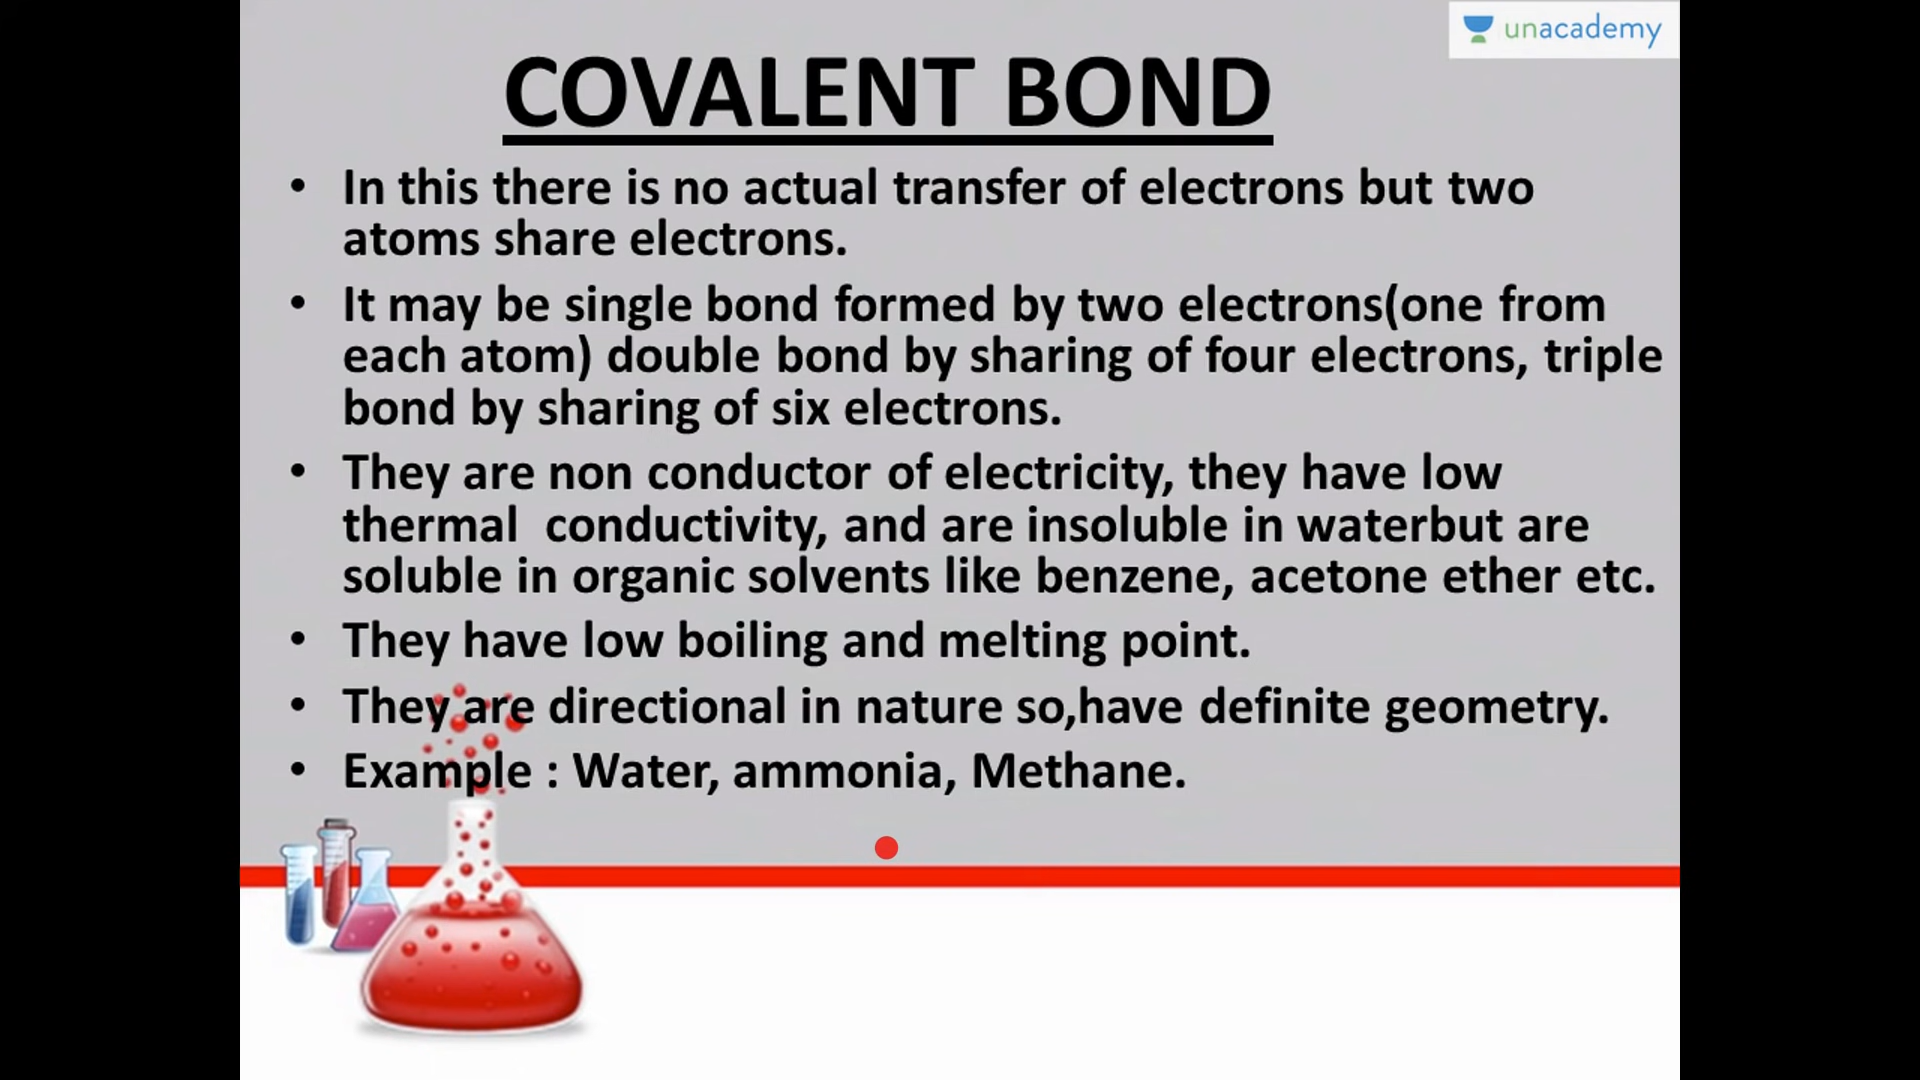 unacademy
COVALENT BOND
• In this there is no actual transfer of electrons but two
atoms share electrons.
• It may be single bond formed by two electrons(one from
each atom) double bond by sharing of four electrons, triple
bond by sharing of six electrons.
• They are non conductor of electricity, they have low
thermal  conductivity, and are insoluble in waterbut are
soluble in organic solvents like benzene, acetone ether etc.
• They have low boiling and melting point.
• They are directional in nature so,have definite geometry.
• Example : Water, ammonia, Methane.